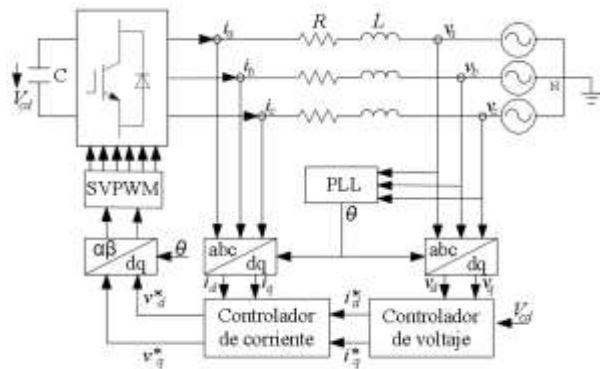 i_a
R
L
v_a
C
V_cd
i_b
v_b
N
i_c
v_c
SVPWM
PLL
θ
αβ
dq
θ
abc
dq
abc
dq
i_d
i_q
v_d
v_q
v*_d
i*_d
V_cd
Controlador
de corriente
Controlador
de voltaje
v*_q
i*_q